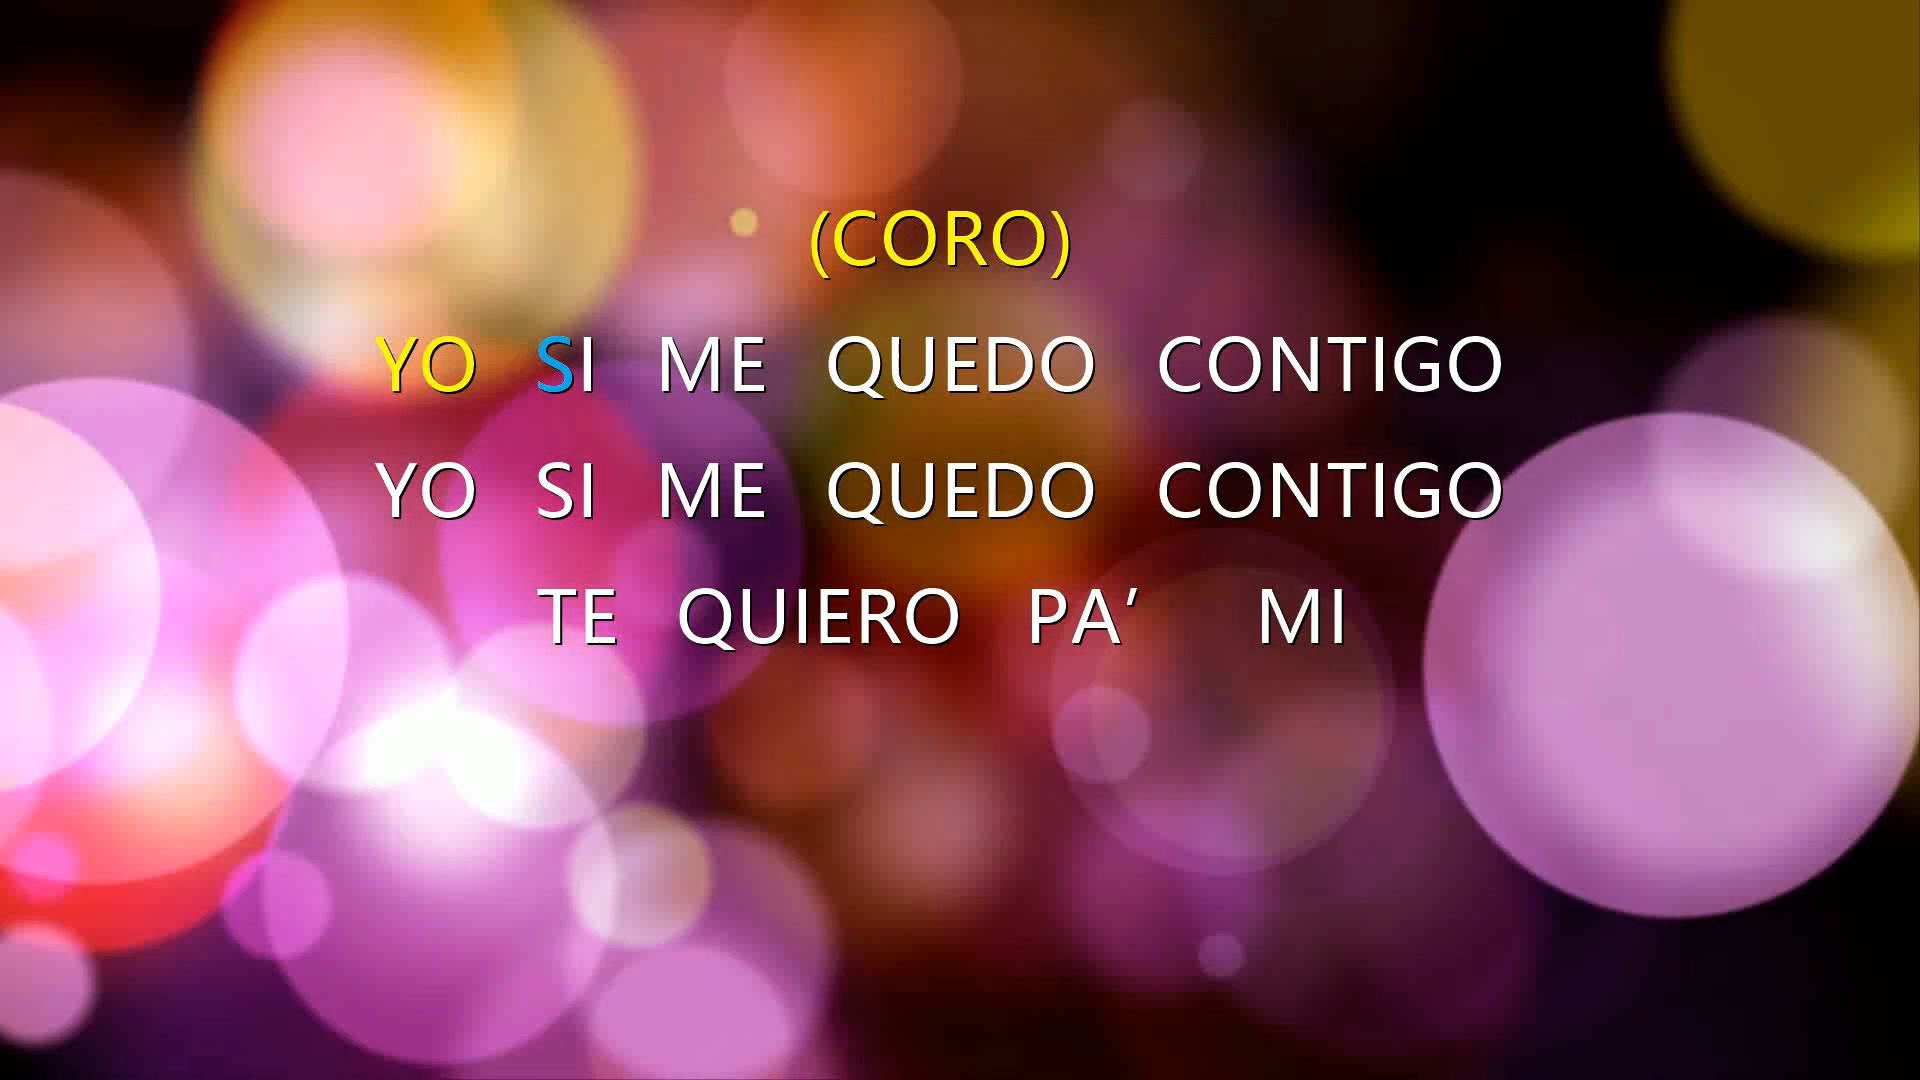 (CORO)
YO SI ME QUEDO CONTIGO
YO SI ME QUEDO CONTIGO
TE QUIERO PA' MI